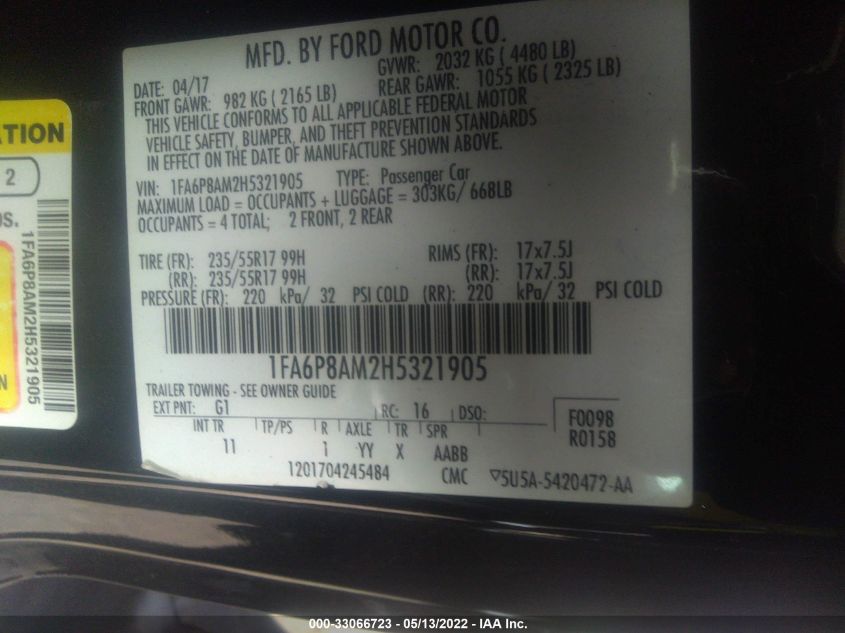 MFD. BY FORD MOTOR CO.
DATE: 04/17
GVWR: 2032 KG ( 4480 LB)
FRONT GAWR: 982 KG ( 2165 LB)
REAR GAWR: 1055 KG ( 2325 LB)
THIS VEHICLE CONFORMS TO ALL APPLICABLE FEDERAL MOTOR
VEHICLE SAFETY, BUMPER, AND THEFT PREVENTION STANDARDS
IN EFFECT ON THE DATE OF MANUFACTURE SHOWN ABOVE.
VIN: 1FA6P8AM2H5321905 TYPE: Passenger Car
MAXIMUM LOAD = OCCUPANTS + LUGGAGE = 303KG/ 668LB
OCCUPANTS = 4 TOTAL; 2 FRONT, 2 REAR
TIRE (FR): 235/55R17 99H RIMS (FR): 17x7.5J
(RR): 235/55R17 99H (RR): 17x7.5J
PRESSURE (FR): 220 kPa/ 32 PSI COLD (RR): 220 kPa/ 32 PSI COLD
1FA6P8AM2H5321905
TRAILER TOWING - SEE OWNER GUIDE
EXT PNT: G1 RC: 16 DSO:
INT TR TP/PS R AXLE TR SPR
11 1 YY X AABB
F0098
R0158
1201704245484 CMC ▽5U5A-5420472-AA
ATION
2
OS.
1FA6P8AM2H5321905
000-33066723 - 05/13/2022 - IAA Inc.